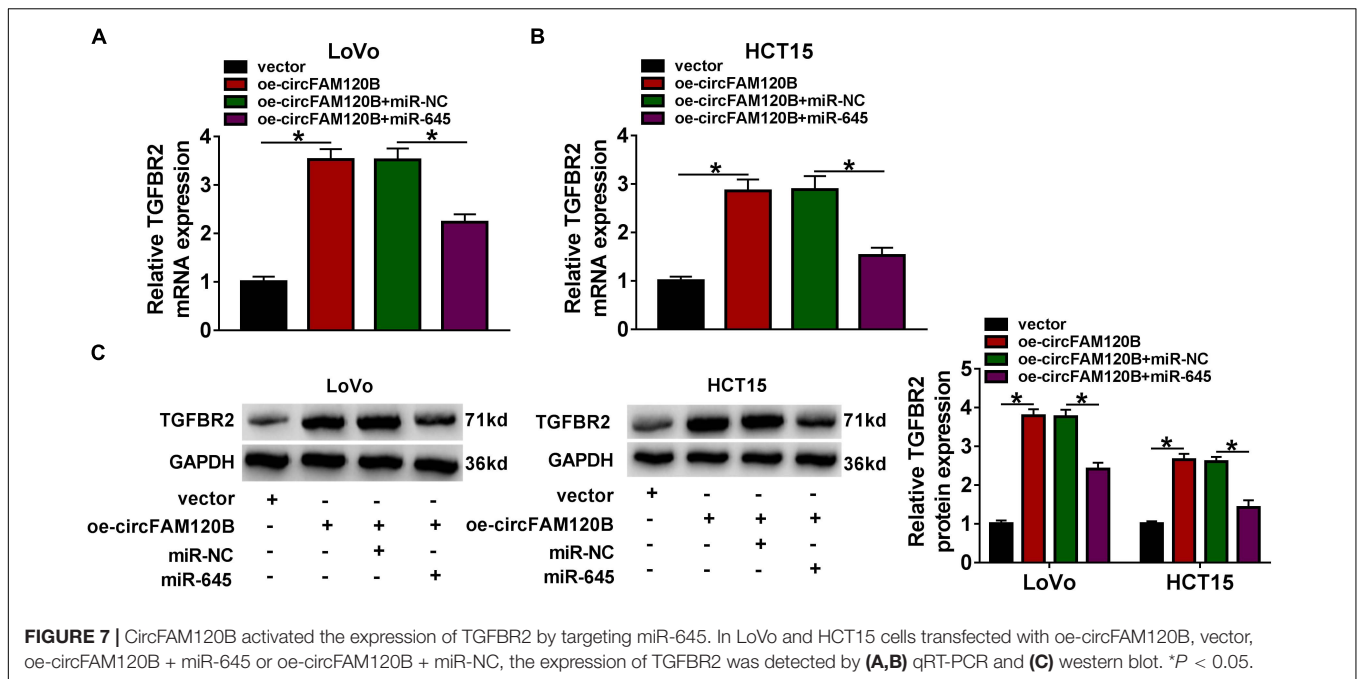 A
LoVo
vector
oe-circFAM120B
oe-circFAM120B+miR-NC
oe-circFAM120B+miR-645
Relative TGFBR2
mRNA expression
4
3
2
1
0
*
*
B
HCT15
vector
oe-circFAM120B
oe-circFAM120B+miR-NC
oe-circFAM120B+miR-645
Relative TGFBR2
mRNA expression
4
3
2
1
0
*
*
C
LoVo
TGFBR2 71kd
GAPDH 36kd
vector + - - -
oe-circFAM120B - + + +
miR-NC - - + -
miR-645 - - - +
HCT15
TGFBR2 71kd
GAPDH 36kd
vector + - - -
oe-circFAM120B - + + +
miR-NC - - + -
miR-645 - - - +
vector
oe-circFAM120B
oe-circFAM120B+miR-NC
oe-circFAM120B+miR-645
Relative TGFBR2
protein expression
5
4
3
2
1
0
*
*
*
*
LoVo HCT15
FIGURE 7 | CircFAM120B activated the expression of TGFBR2 by targeting miR-645. In LoVo and HCT15 cells transfected with oe-circFAM120B, vector,
oe-circFAM120B + miR-645 or oe-circFAM120B + miR-NC, the expression of TGFBR2 was detected by (A,B) qRT-PCR and (C) western blot. *P < 0.05.